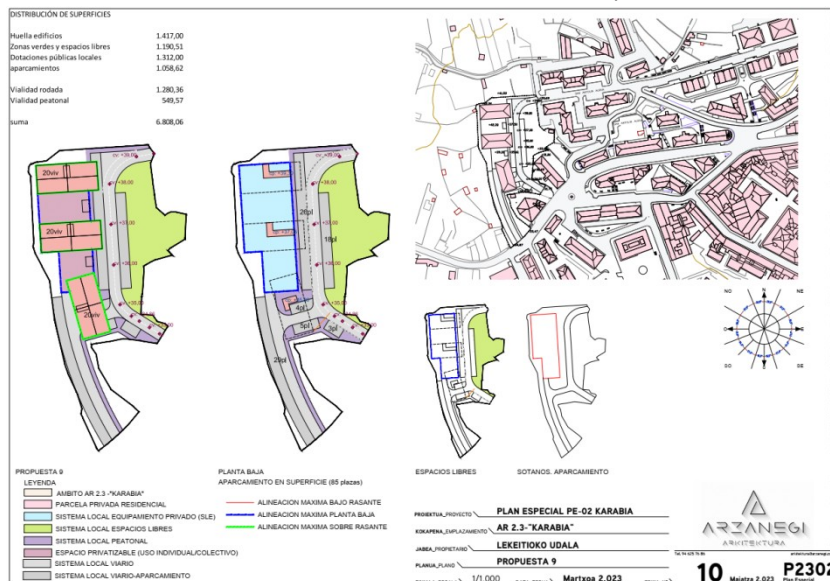 DISTRIBUCIÓN DE SUPERFICIES
Huella edificios 1.417,00
Zonas verdes y espacios libres 1.190,51
Dotaciones públicas locales 1.312,00
aparcamientos 1.058,62
Vialidad rodada 1.280,36
Vialidad peatonal 549,57
suma 6.808,06
20viv
20viv
20viv
26pl
18pl
4pl
5pl
3pl
29pl
NO N NE
O E
SO S SE
PROPUESTA 9
LEYENDA
AMBITO AR 2.3 -"KARABIA"
PARCELA PRIVADA RESIDENCIAL
SISTEMA LOCAL EQUIPAMIENTO PRIVADO (SLE)
SISTEMA LOCAL ESPACIOS LIBRES
SISTEMA LOCAL PEATONAL
ESPACIO PRIVATIZABLE (USO INDIVIDUAL/COLECTIVO)
SISTEMA LOCAL VIARIO
SISTEMA LOCAL VIARIO-APARCAMIENTO
PLANTA BAJA
APARCAMIENTO EN SUPERFICIE (85 plazas)
ALINEACION MAXIMA BAJO RASANTE
ALINEACION MAXIMA PLANTA BAJA
ALINEACION MAXIMA SOBRE RASANTE
ESPACIOS LIBRES
SOTANOS. APARCAMIENTO
PROIEKTUA_PROYECTO PLAN ESPECIAL PE-02 KARABIA
KOKAPENA_EMPLAZAMIENTO AR 2.3-"KARABIA"
JABEA_PROPIETARIO LEKEITIOKO UDALA
PLANUA_PLANO PROPUESTA 9
1/1.000 Martxoa 2.023
ARZANEGI
ARKITEKTURA
10 Maiatza 2.023 P2302
Plan Especial